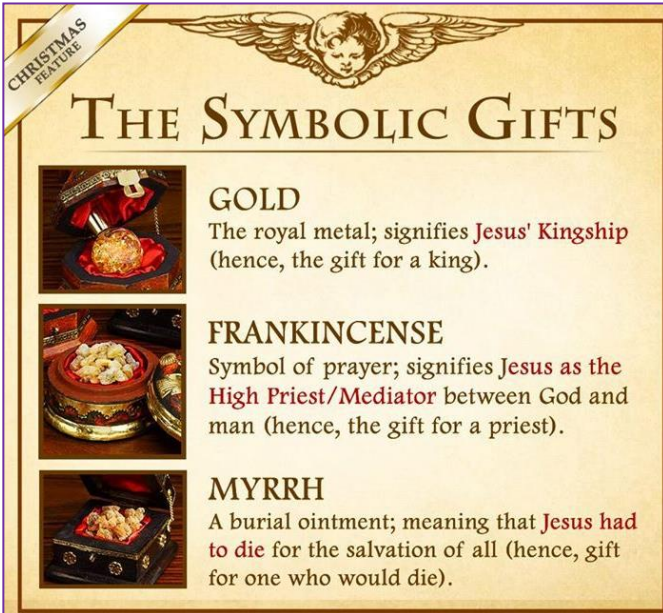 CHRISTMAS
FEATURE
THE SYMBOLIC GIFTS
GOLD
The royal metal; signifies Jesus' Kingship
(hence, the gift for a king).
FRANKINCENSE
Symbol of prayer; signifies Jesus as the
High Priest/Mediator between God and
man (hence, the gift for a priest).
MYRRH
A burial ointment; meaning that Jesus had
to die for the salvation of all (hence, gift
for one who would die).